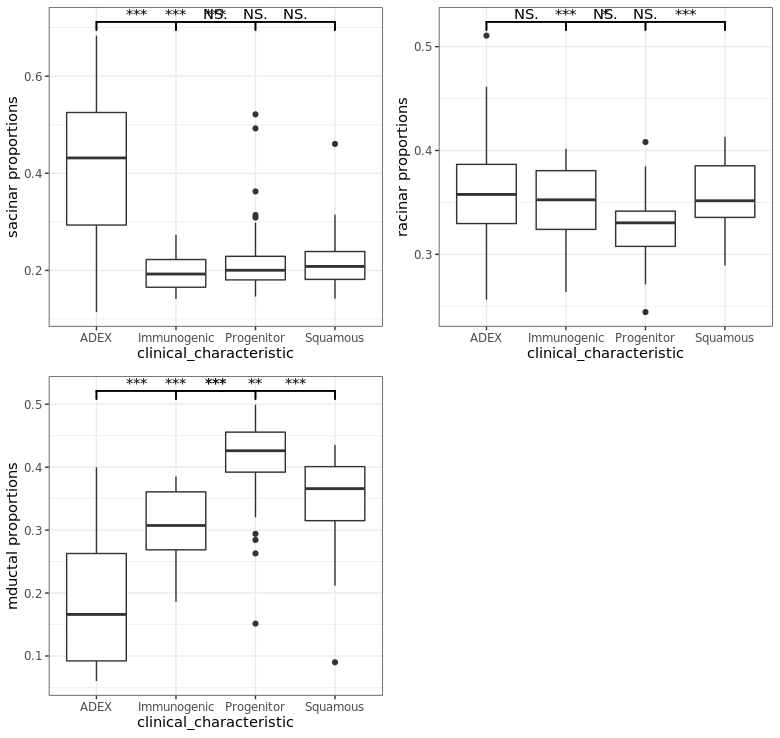 *** *** NS. NS. NS.
0.6
0.4
0.2
sacinar proportions
ADEX Immunogenic Progenitor Squamous
clinical_characteristic
NS. *** NS. NS. ***
0.5
0.4
0.3
racinar proportions
ADEX Immunogenic Progenitor Squamous
clinical_characteristic
*** *** *** ** ***
0.5
0.4
0.3
0.2
0.1
mductal proportions
ADEX Immunogenic Progenitor Squamous
clinical_characteristic